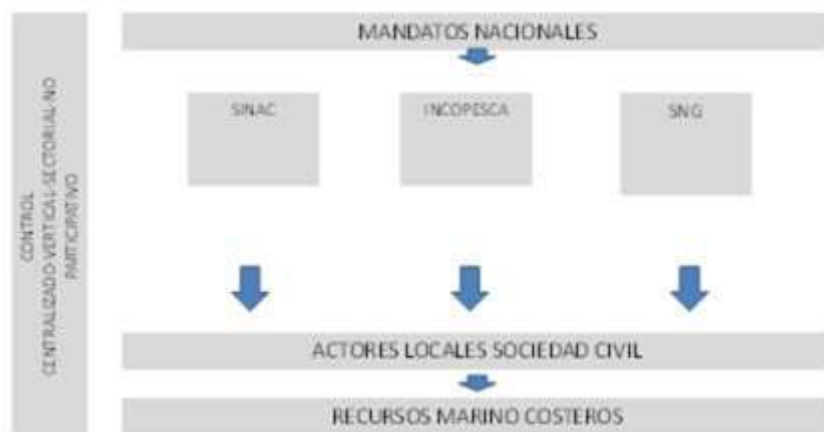 CONTROL
CENTRALIZADO-VERTICAL-SECTORIAL-NO
PARTICIPATIVO
MANDATOS NACIONALES
SINAC
INCOPESCA
SNG
ACTORES LOCALES SOCIEDAD CIVIL
RECURSOS MARINO COSTEROS